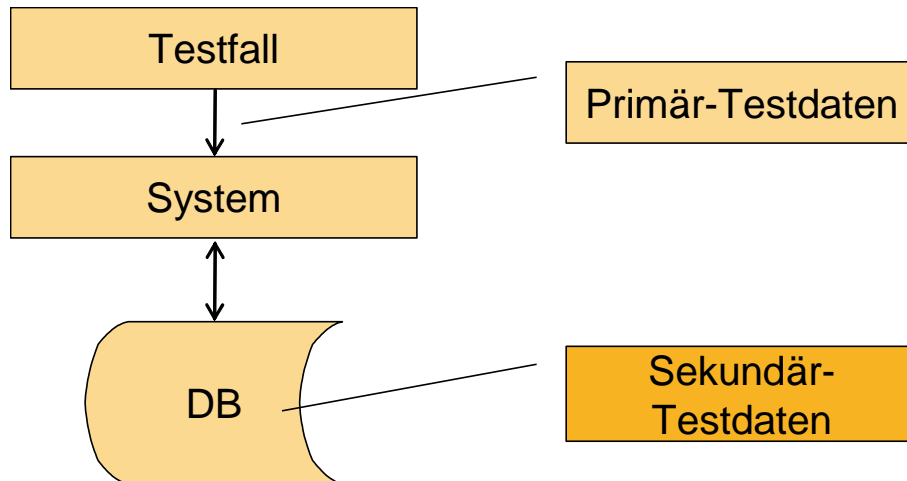 Testfall
Primär-Testdaten
System
DB
Sekundär-
Testdaten